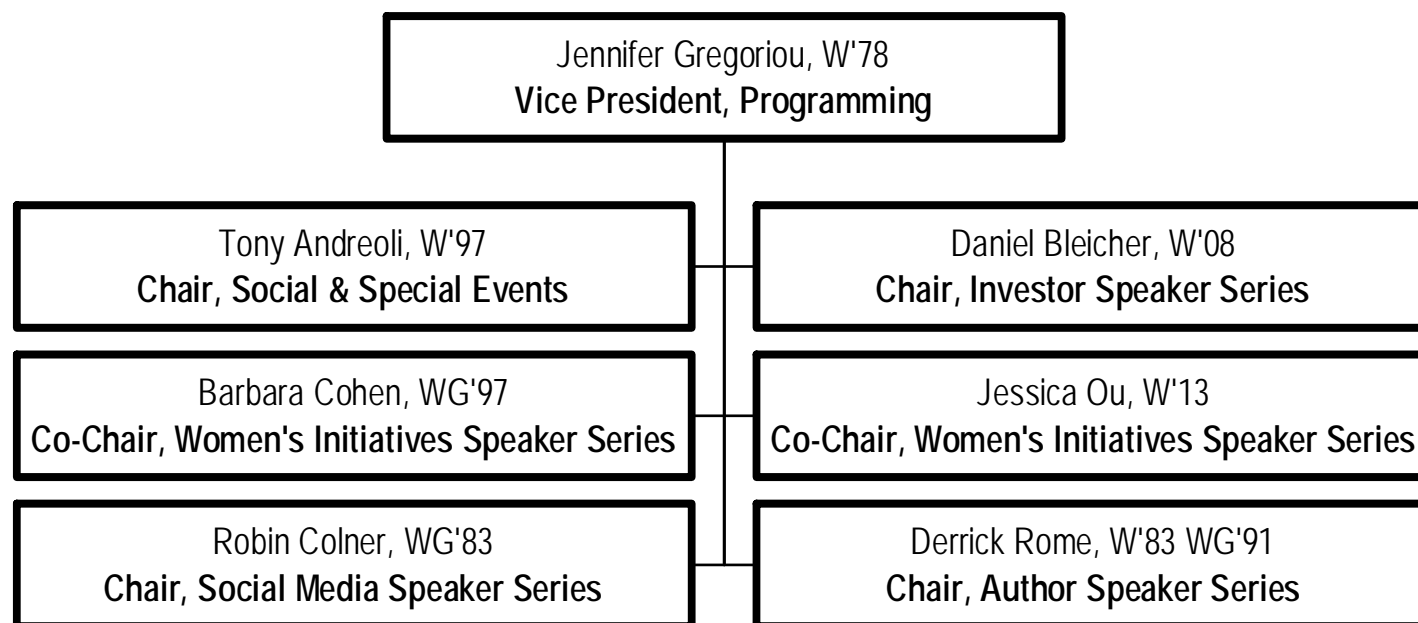 Jennifer Gregoriou, W'78
Vice President, Programming
Tony Andreoli, W'97
Chair, Social & Special Events
Daniel Bleicher, W'08
Chair, Investor Speaker Series
Barbara Cohen, WG'97
Co-Chair, Women's Initiatives Speaker Series
Jessica Ou, W'13
Co-Chair, Women's Initiatives Speaker Series
Robin Colner, WG'83
Chair, Social Media Speaker Series
Derrick Rome, W'83 WG'91
Chair, Author Speaker Series